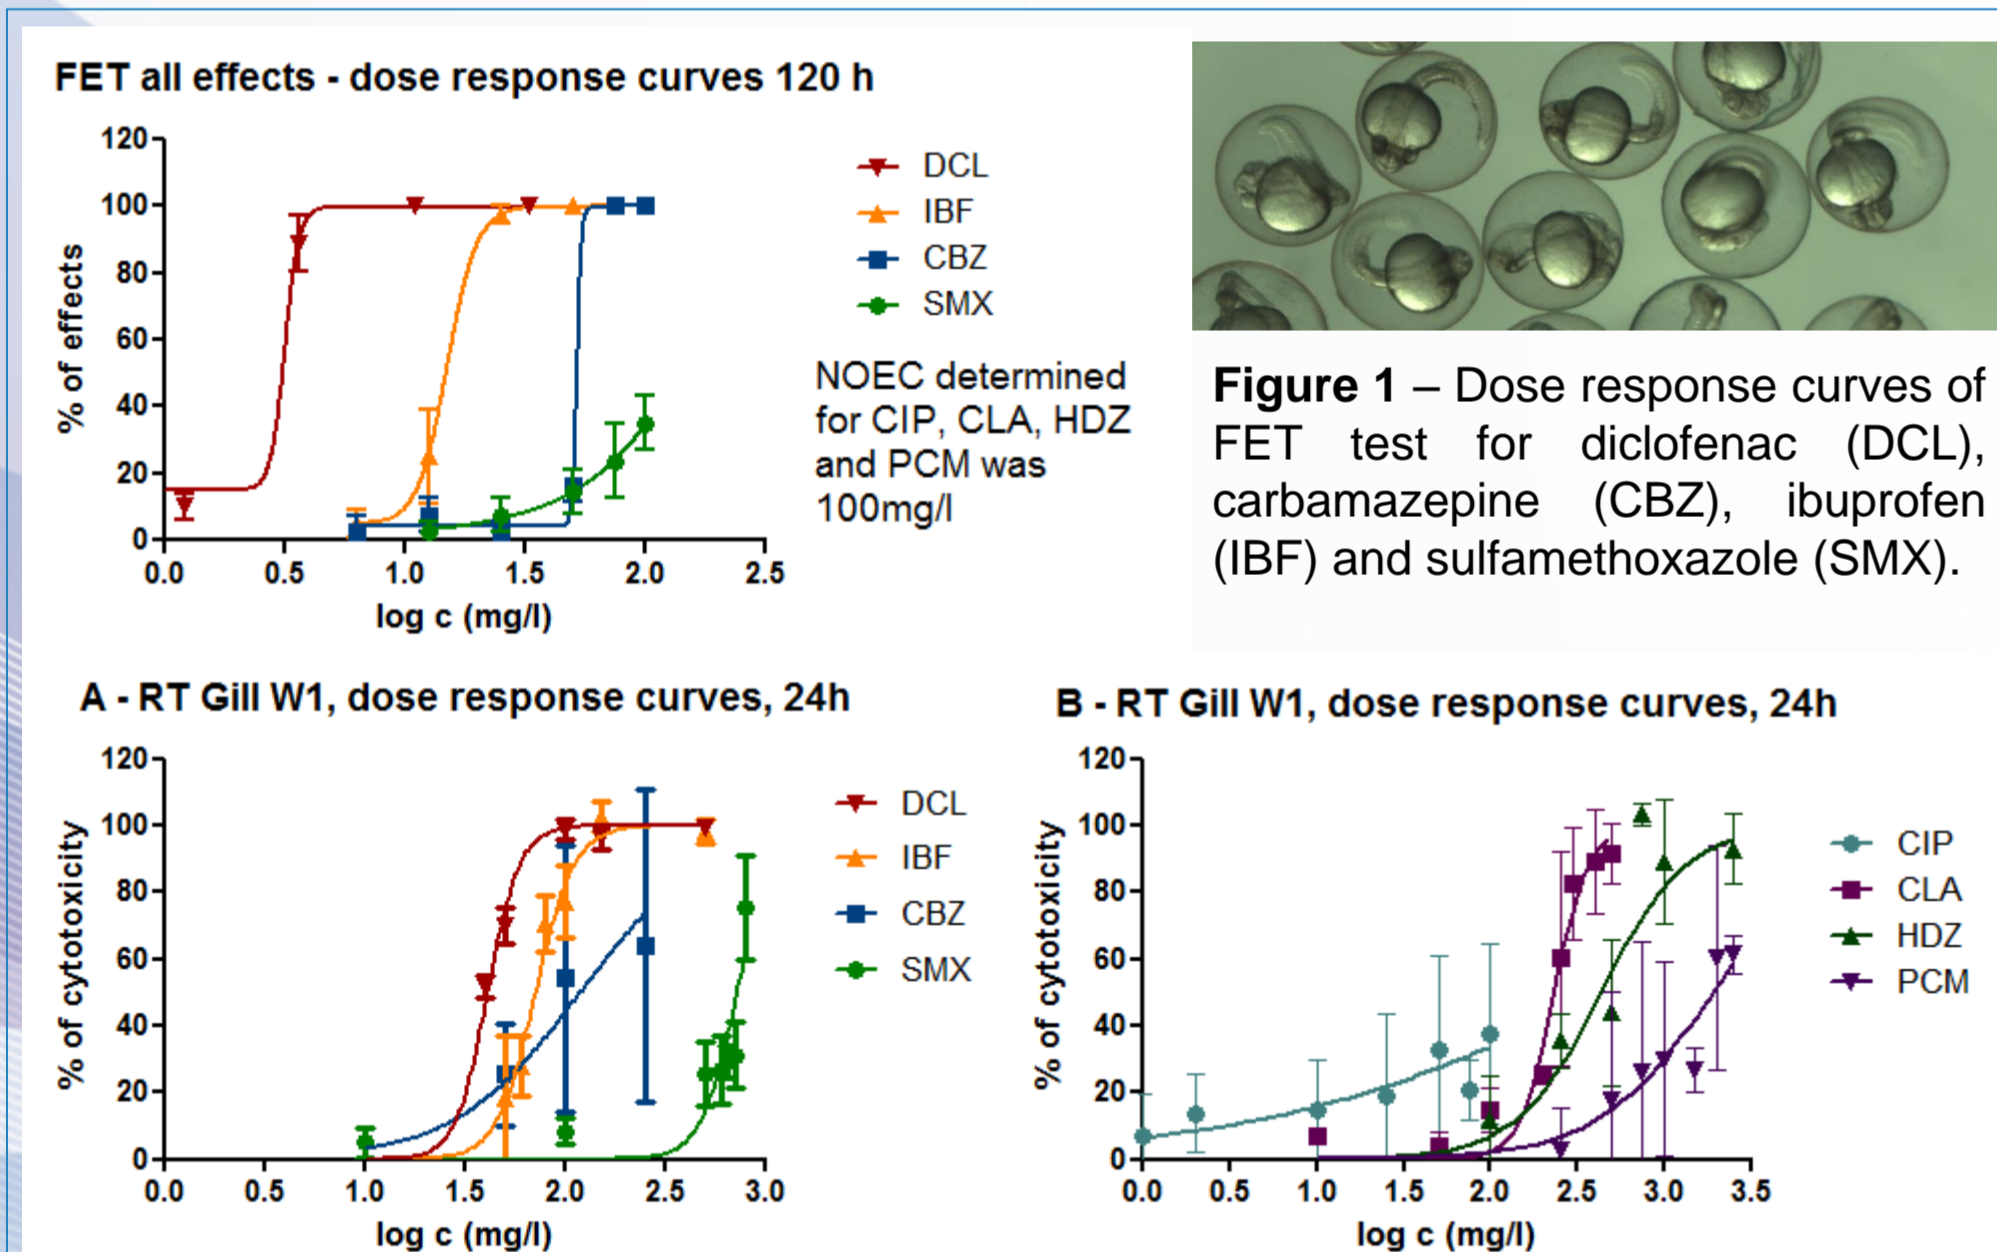 FET all effects - dose response curves 120 h
% of effects
120
100
80
60
40
20
0
0.0 0.5 1.0 1.5 2.0 2.5
log c (mg/l)
DCL
IBF
CBZ
SMX
NOEC determined
for CIP, CLA, HDZ
and PCM was
100mg/l
Figure 1 – Dose response curves of
FET test for diclofenac (DCL),
carbamazepine (CBZ), ibuprofen
(IBF) and sulfamethoxazole (SMX).
A - RT Gill W1, dose response curves, 24h
% of cytotoxicity
120
100
80
60
40
20
0
0.0 0.5 1.0 1.5 2.0 2.5 3.0
log c (mg/l)
DCL
IBF
CBZ
SMX
B - RT Gill W1, dose response curves, 24h
% of cytotoxicity
120
100
80
60
40
20
0
0.0 0.5 1.0 1.5 2.0 2.5 3.0 3.5
log c (mg/l)
CIP
CLA
HDZ
PCM